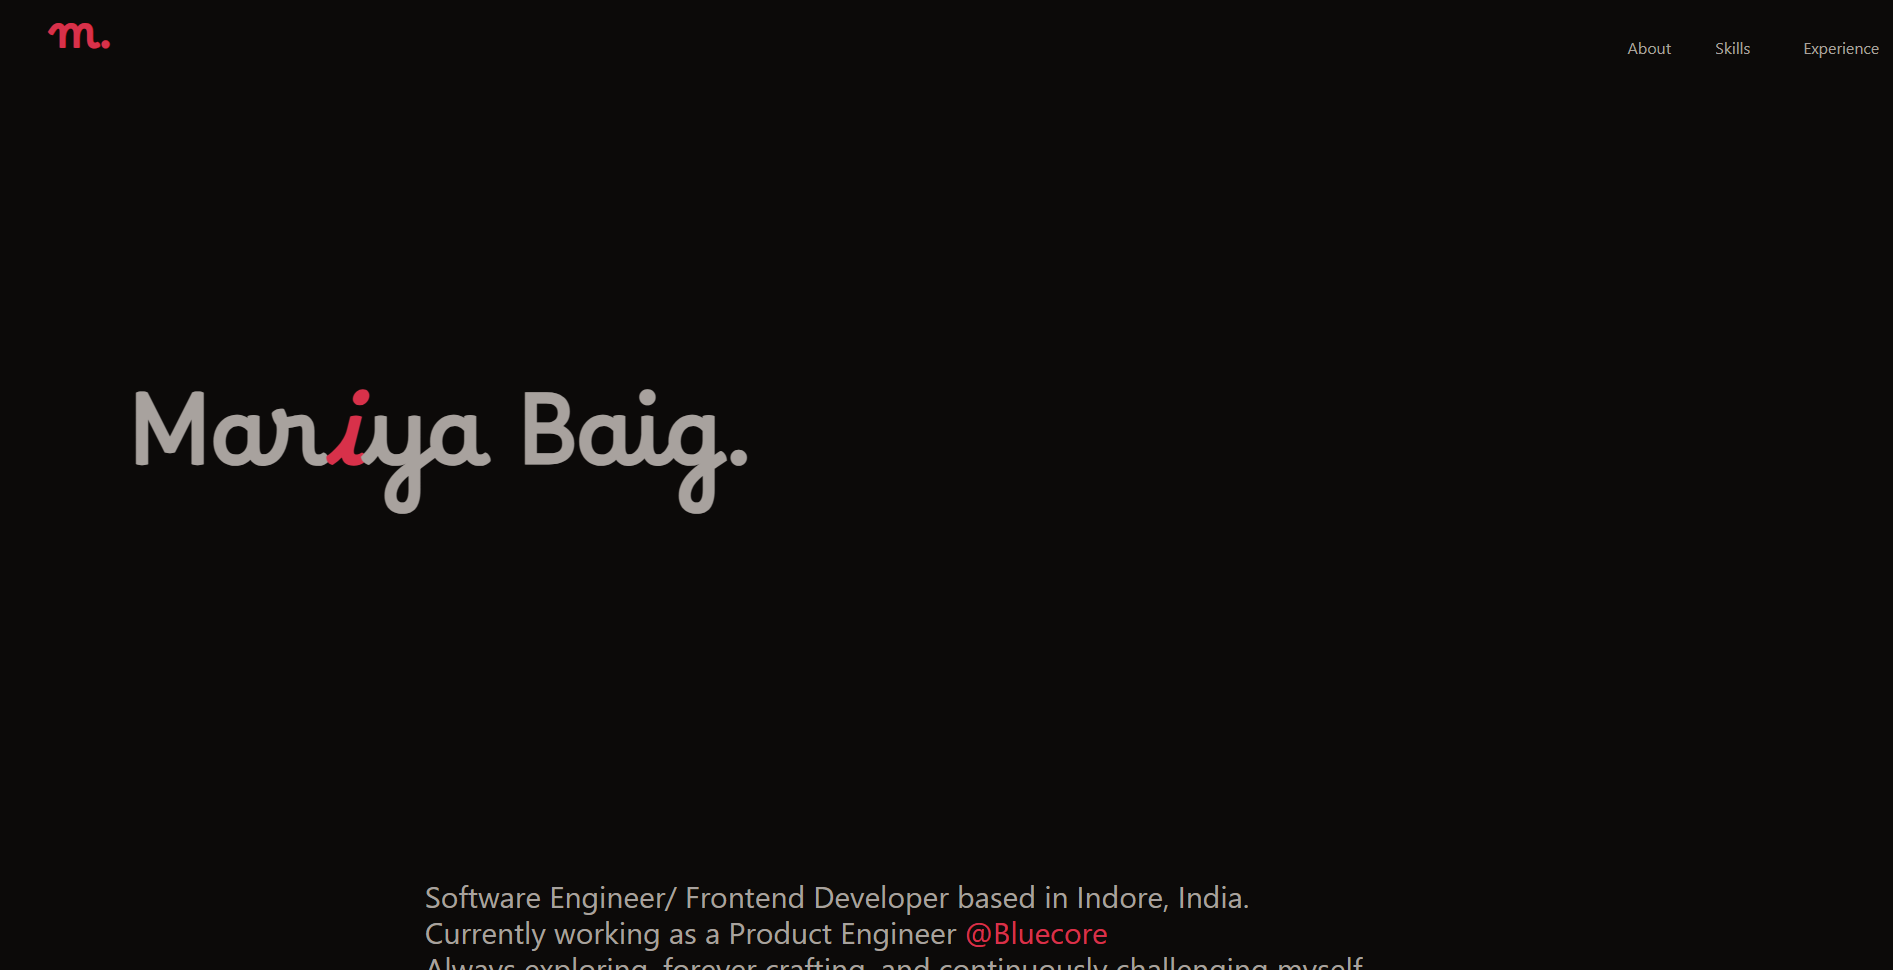 m.
About Skills Experience
Mariya Baig.
Software Engineer/ Frontend Developer based in Indore, India.
Currently working as a Product Engineer @Bluecore
Always exploring, forever crafting, and continuously challenging myself